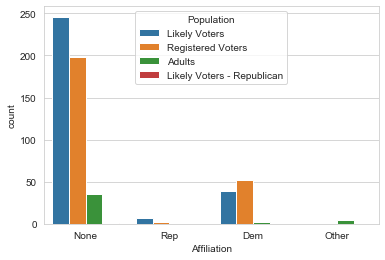 Population
Likely Voters
Registered Voters
Adults
Likely Voters - Republican
250
200
150
100
50
0
count
None Rep Dem Other
Affiliation